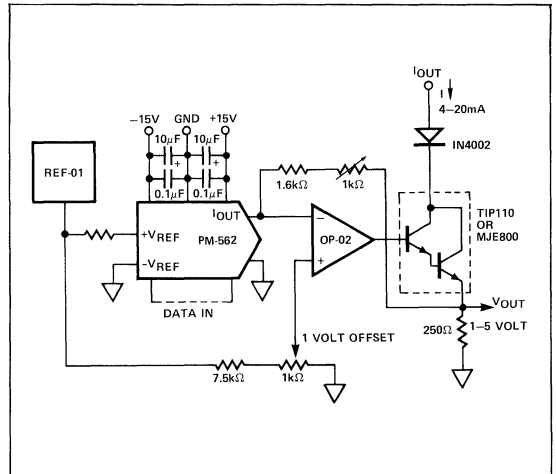 IOUT
I
4–20mA
–15V GND +15V
10μF 10μF
+ +
IN4002
REF-01
1.6kΩ 1kΩ
0.1μF 0.1μF
IOUT
TIP110
OR
MJE800
+VREF PM-562
– OP-02
+
-VREF
DATA IN
VOUT
250Ω 1–5 VOLT
1 VOLT OFFSET
7.5kΩ 1kΩ